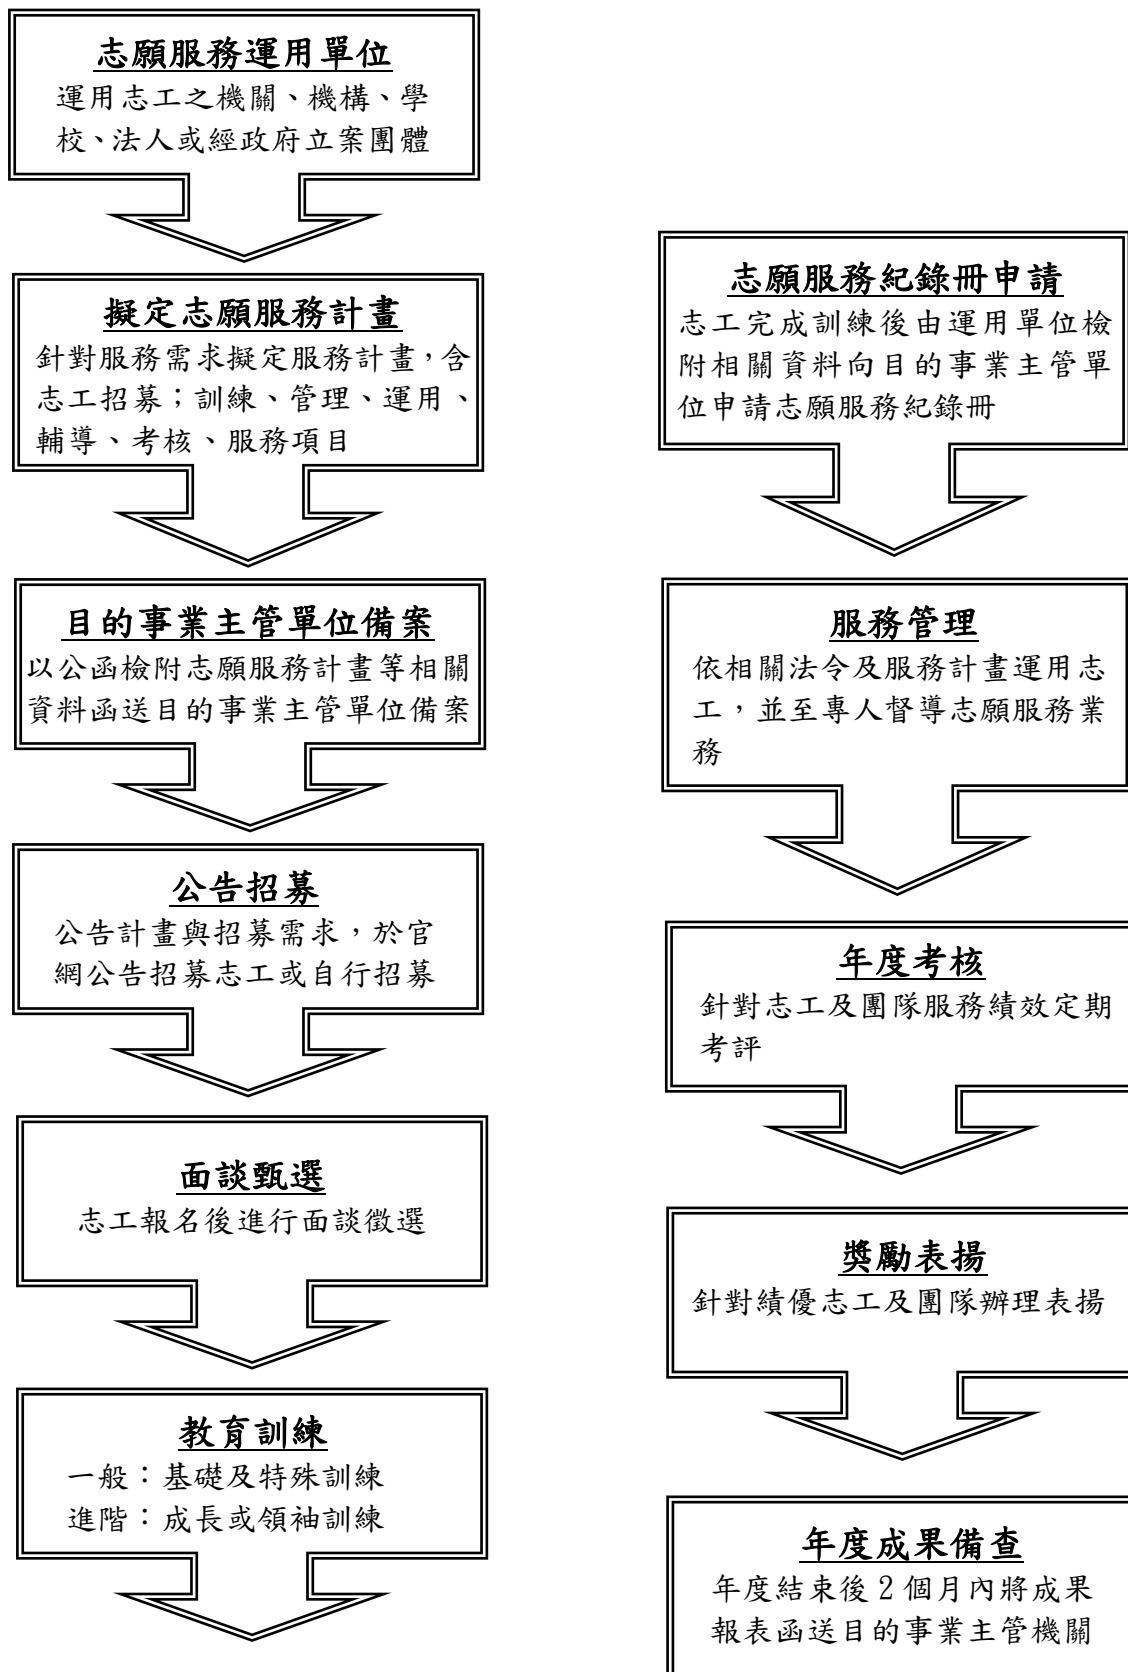 志願服務運用單位
運用志工之機關、機構、學
校、法人或經政府立案團體
擬定志願服務計畫
針對服務需求擬定服務計畫，含
志工招募；訓練、管理、運用、
輔導、考核、服務項目
目的事業主管單位備案
以公函檢附志願服務計畫等相關
資料函送目的事業主管單位備案
公告招募
公告計畫與招募需求，於官
網公告招募志工或自行招募
面談甄選
志工報名後進行面談徵選
教育訓練
一般：基礎及特殊訓練
進階：成長或領袖訓練
志願服務紀錄冊申請
志工完成訓練後由運用單位檢
附相關資料向目的事業主管單
位申請志願服務紀錄冊
服務管理
依相關法令及服務計畫運用志
工，並至專人督導志願服務業
務
年度考核
針對志工及團隊服務績效定期
考評
獎勵表揚
針對績優志工及團隊辦理表揚
年度成果備查
年度結束後 2 個月內將成果
報表函送目的事業主管機關